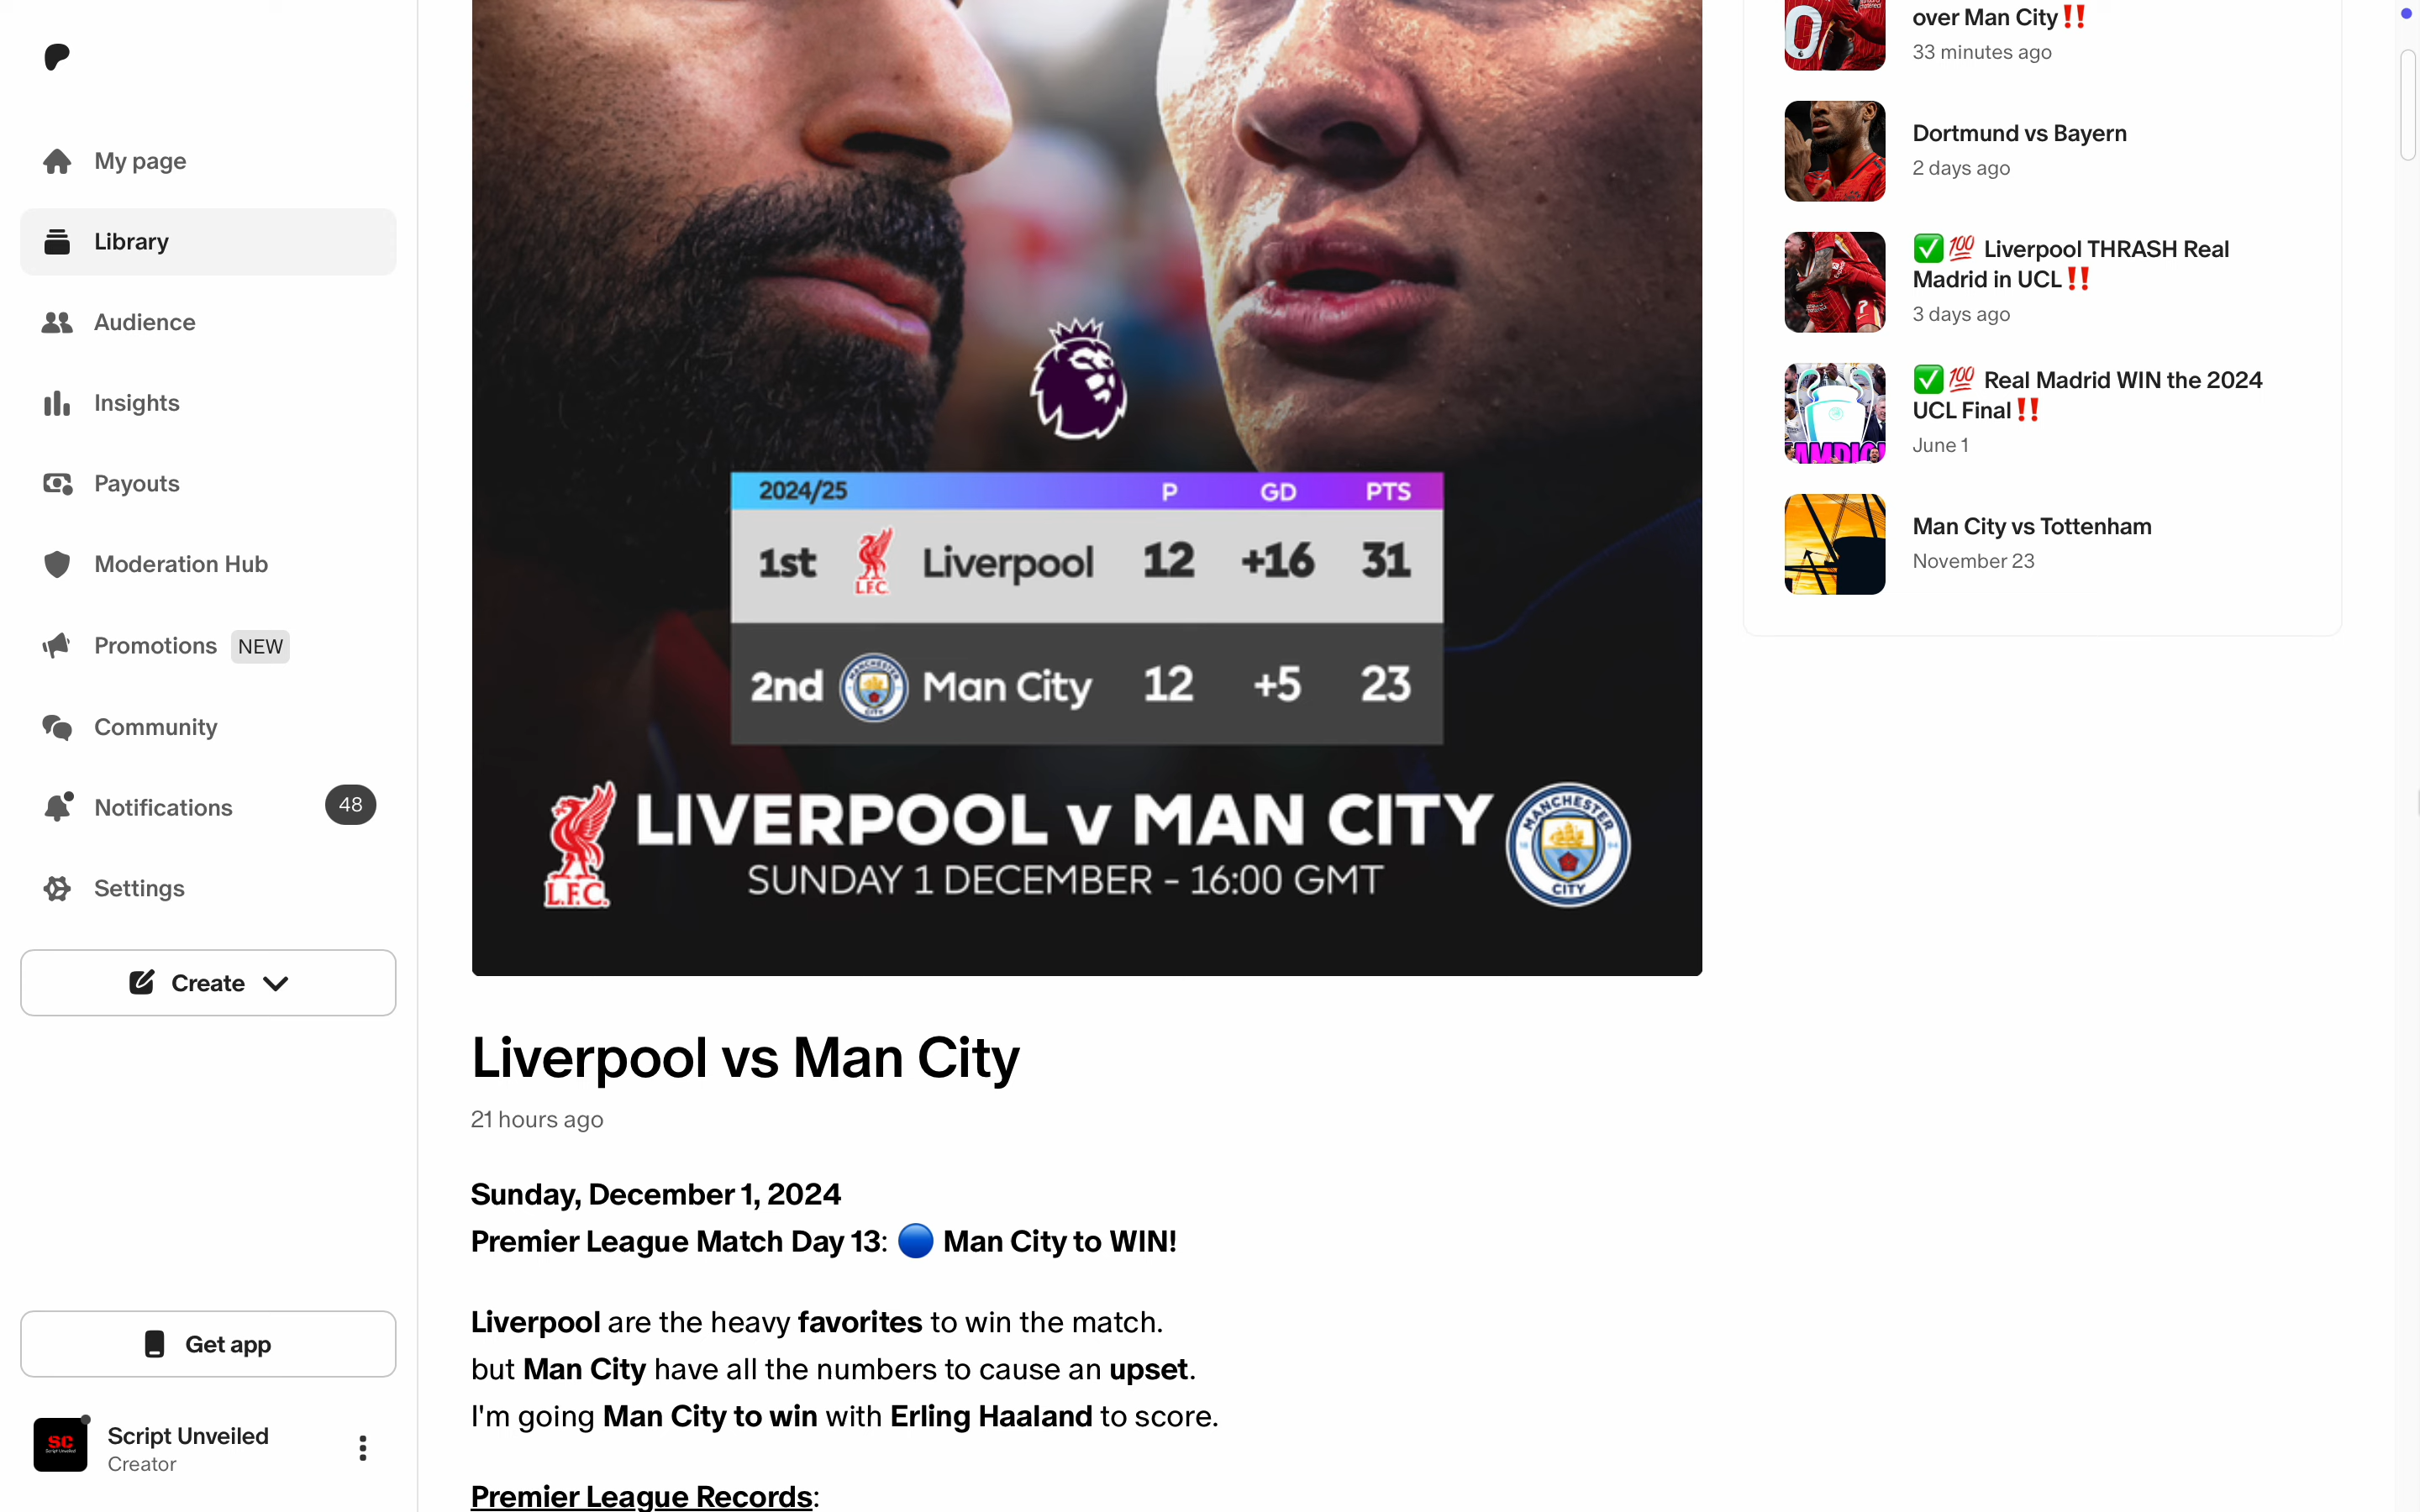 My page
Library
Audience
Insights
Payouts
Moderation Hub
Promotions NEW
Community
Notifications 48
Settings
Create
Get app
SC
Script Unveiled
Creator
2024/25 P GD PTS
1st L.F.C. Liverpool 12 +16 31
2nd MANCHESTER CITY Man City 12 +5 23
L.F.C. LIVERPOOL v MAN CITY MANCHESTER 18 94 CITY
SUNDAY 1 DECEMBER - 16:00 GMT
Liverpool vs Man City
21 hours ago
Sunday, December 1, 2024
Premier League Match Day 13: 🔵 Man City to WIN!
Liverpool are the heavy favorites to win the match.
but Man City have all the numbers to cause an upset.
I'm going Man City to win with Erling Haaland to score.
Premier League Records:
over Man City‼️
33 minutes ago
Dortmund vs Bayern
2 days ago
✅💯 Liverpool THRASH Real
Madrid in UCL‼️
3 days ago
✅💯 Real Madrid WIN the 2024
UCL Final‼️
June 1
Man City vs Tottenham
November 23